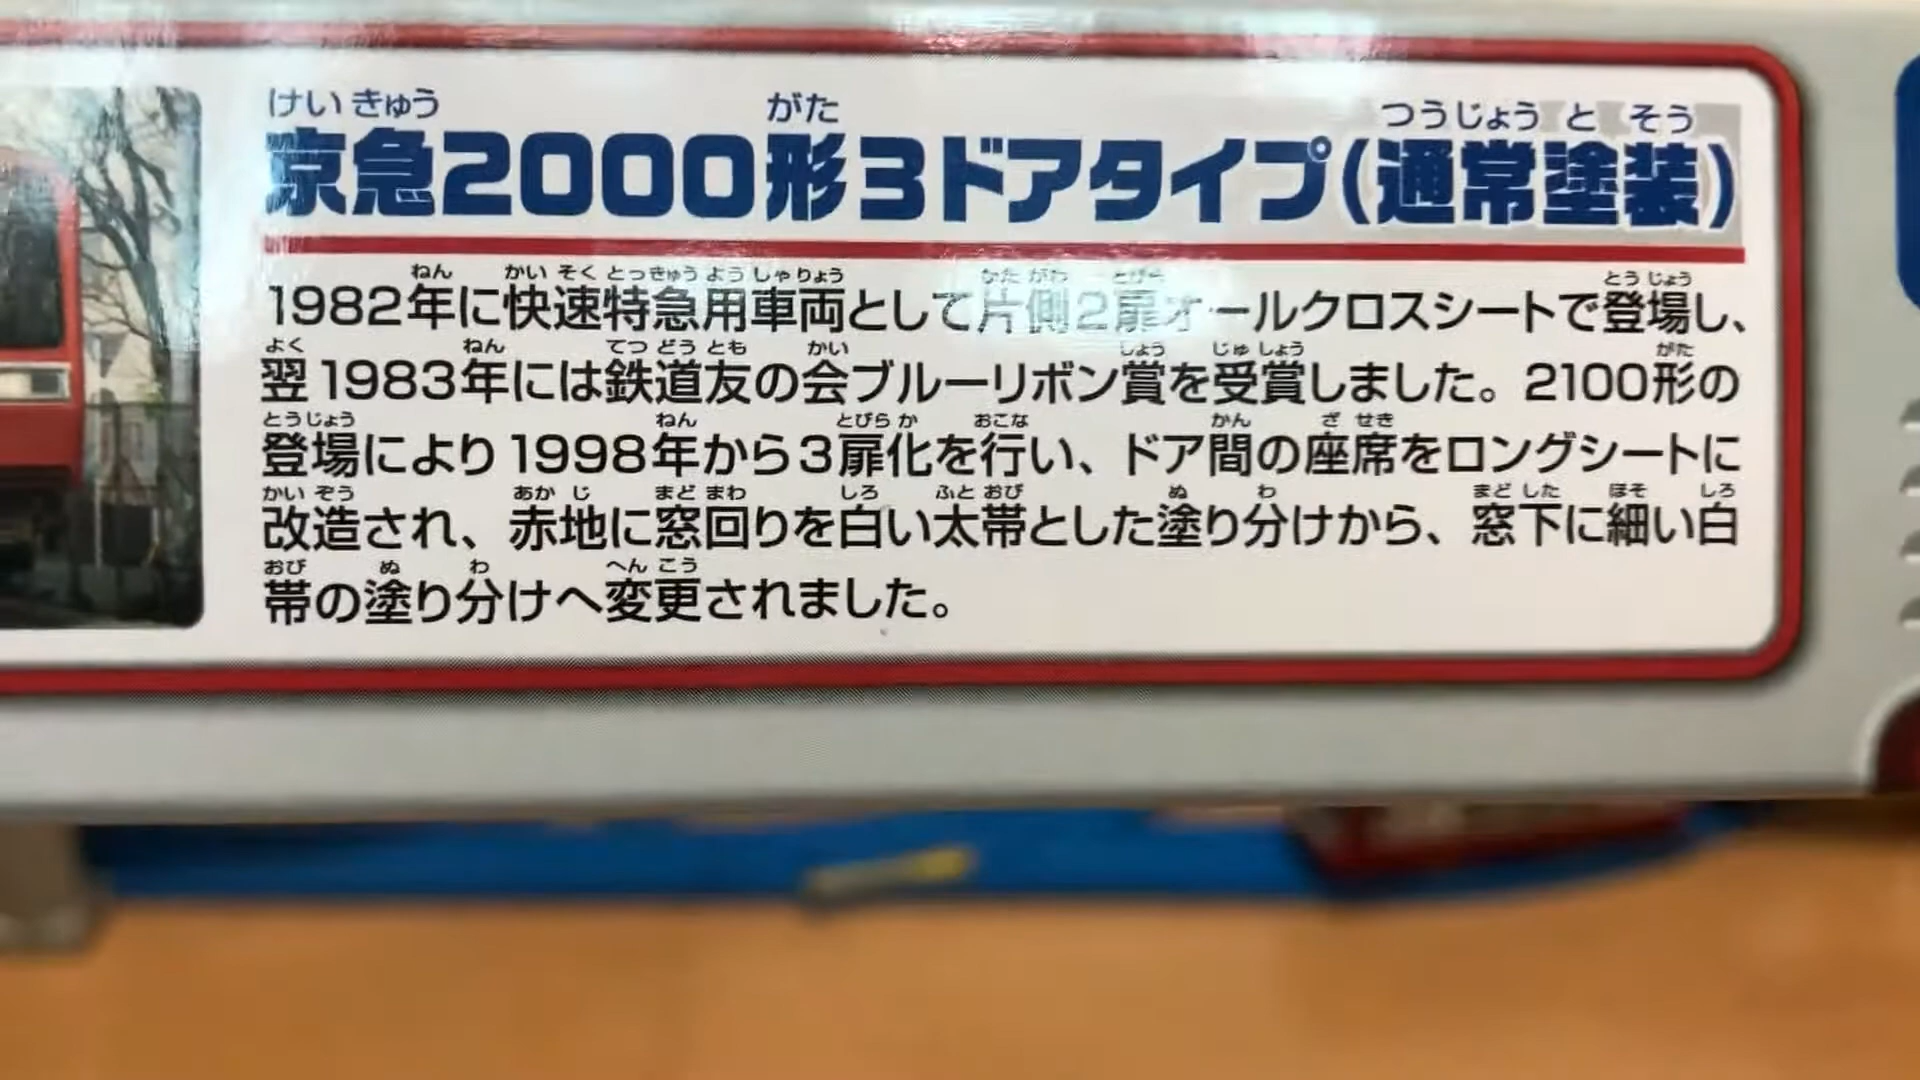 けいきゅう がた つうじょう と そう
京急2000形3ドアタイプ(通常塗装)
ねん かい そく とっきゅう よう しゃ りょう かた がわ とびら とう じょう
1982年に快速特急用車両として片側2扉オールクロスシートで登場し、
よく ねん てつ どう とも かい しょう じゅ しょう がた
翌1983年には鉄道友の会ブルーリボン賞を受賞しました。2100形の
とうじょう ねん とびら か おこな かん ざ せき
登場により1998年から3扉化を行い、ドア間の座席をロングシートに
かい ぞう あか じ まど まわ しろ ふと おび ぬ わ まど した ほそ しろ
改造され、赤地に窓回りを白い太帯とした塗り分けから、窓下に細い白
おび ぬ わ へん こう
帯の塗り分けへ変更されました。